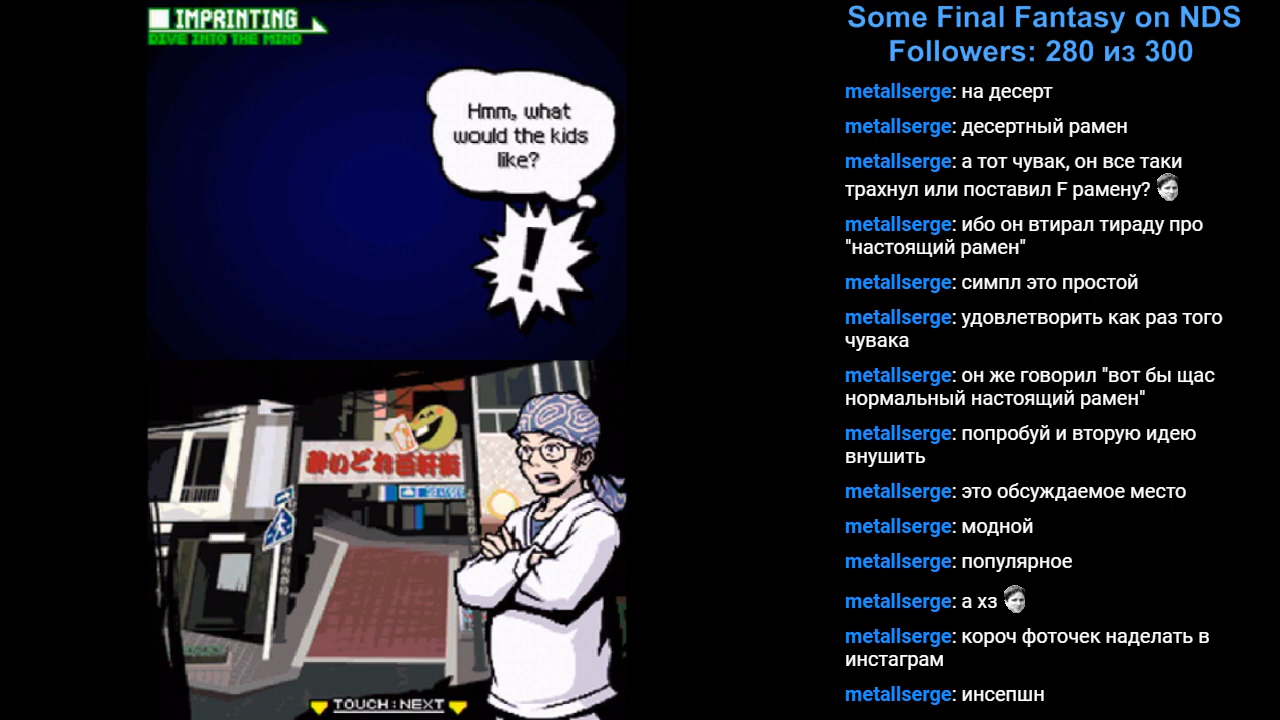 IMPRINTING
DIVE INTO THE MIND
Hmm, what
would the kids
like?
!
TOUCH:NEXT
Some Final Fantasy on NDS
Followers: 280 из 300
metallserge: на десерт
metallserge: десертный рамен
metallserge: а тот чувак, он все таки
трахнул или поставил F рамену?
metallserge: ибо он втирал тираду про
"настоящий рамен"
metallserge: симпл это простой
metallserge: удовлетворить как раз того
чувака
metallserge: он же говорил "вот бы щас
нормальный настоящий рамен"
metallserge: попробуй и вторую идею
внушить
metallserge: это обсуждаемое место
metallserge: модной
metallserge: популярное
metallserge: а хз
metallserge: короч фоточек наделать в
инстаграм
metallserge: инсепшн